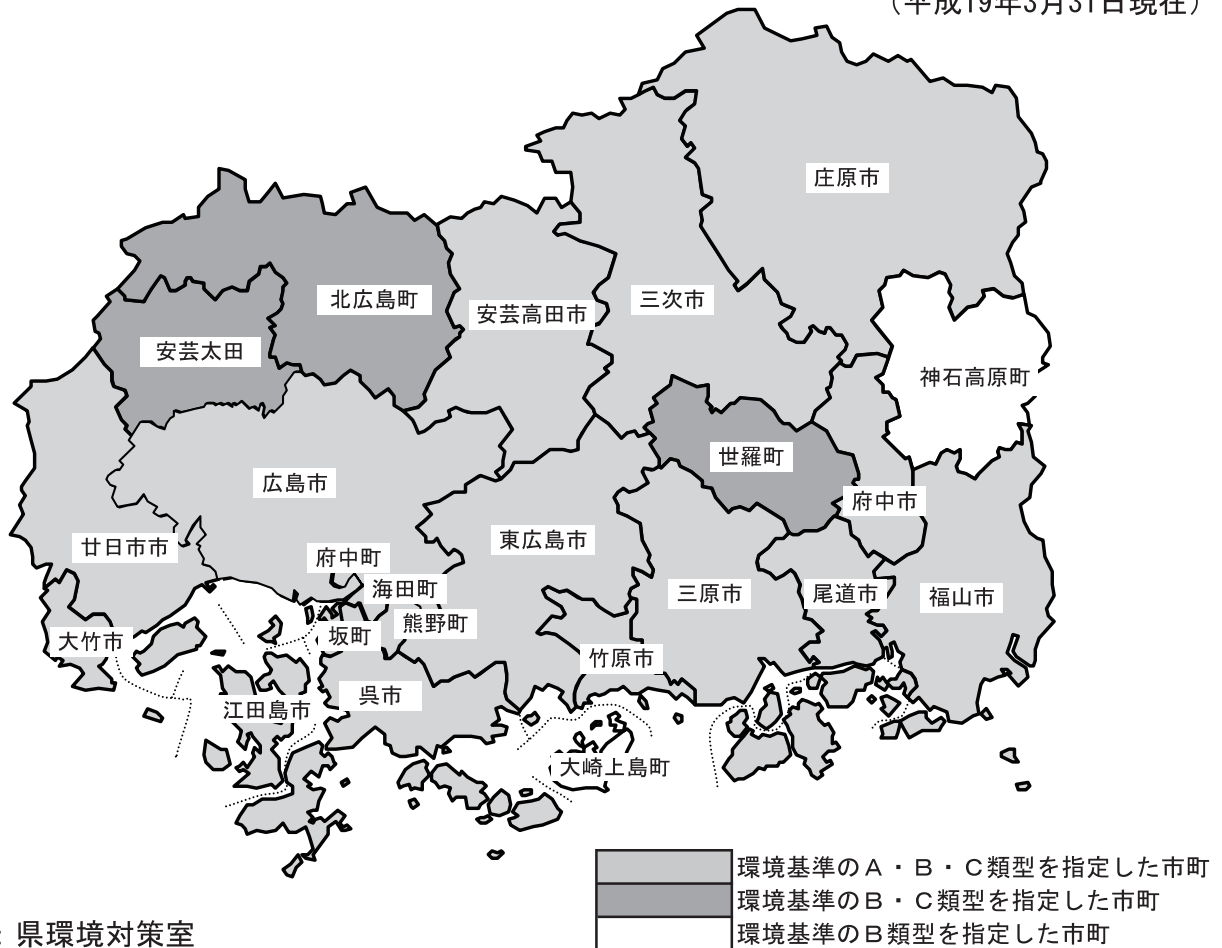 (平成19年3月31日現在)
庄原市
北広島町
安芸高田市
三次市
安芸太田
神石高原町
世羅町
広島市
府中市
東広島市
廿日市市
府中町
海田町
三原市
尾道市
福山市
熊野町
坂町
大竹市
竹原市
呉市
江田島市
大崎上島町
環境基準のA・B・C類型を指定した市町
環境基準のB・C類型を指定した市町
環境基準のB類型を指定した市町
: 県環境対策室